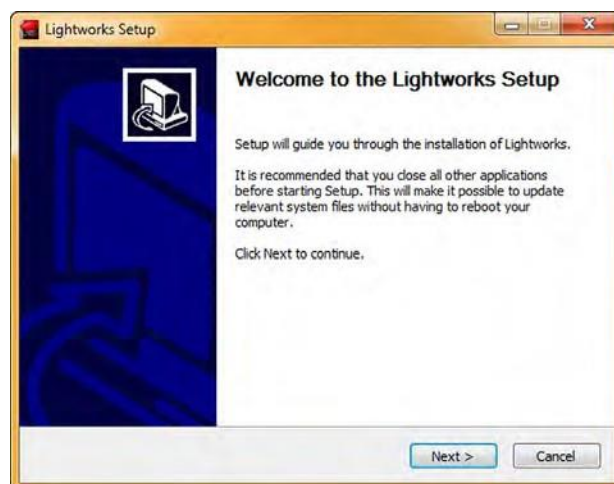 Lightworks Setup
Welcome to the Lightworks Setup
Setup will guide you through the installation of Lightworks.
It is recommended that you close all other applications
before starting Setup. This will make it possible to update
relevant system files without having to reboot your
computer.
Click Next to continue.
Next >
Cancel